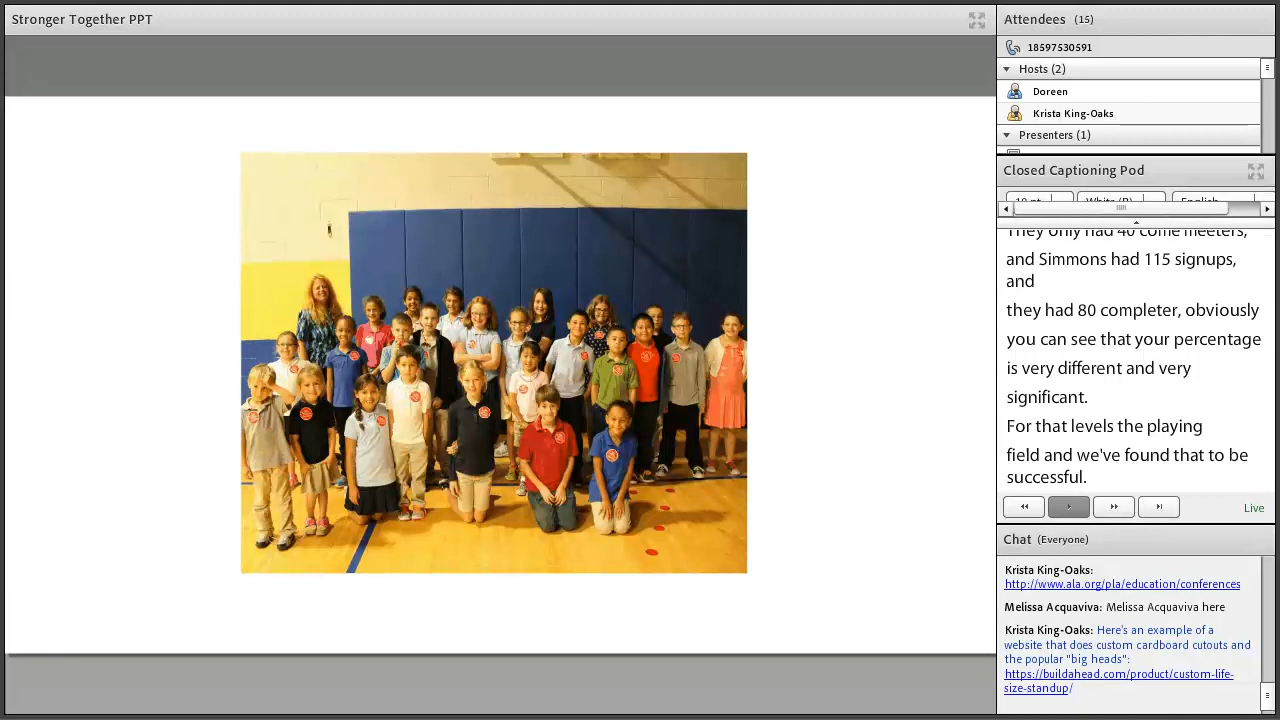 Stronger Together PPT
Attendees (15)
18597530591
Hosts (2)
Doreen
Krista King-Oaks
Presenters (1)
Closed Captioning Pod
18 pt
White (B)
English
They only had 40 come meeters,
and Simmons had 115 signups,
and
they had 80 completer, obviously
you can see that your percentage
is very different and very
significant.
For that levels the playing
field and we've found that to be
successful.
Live
Chat (Everyone)
Krista King-Oaks:
http://www.ala.org/pla/education/conferences
Melissa Acquaviva: Melissa Acquaviva here
Krista King-Oaks: Here's an example of a
website that does custom cardboard cutouts and
the popular "big heads":
https://buildahead.com/product/custom-life-
size-standup/